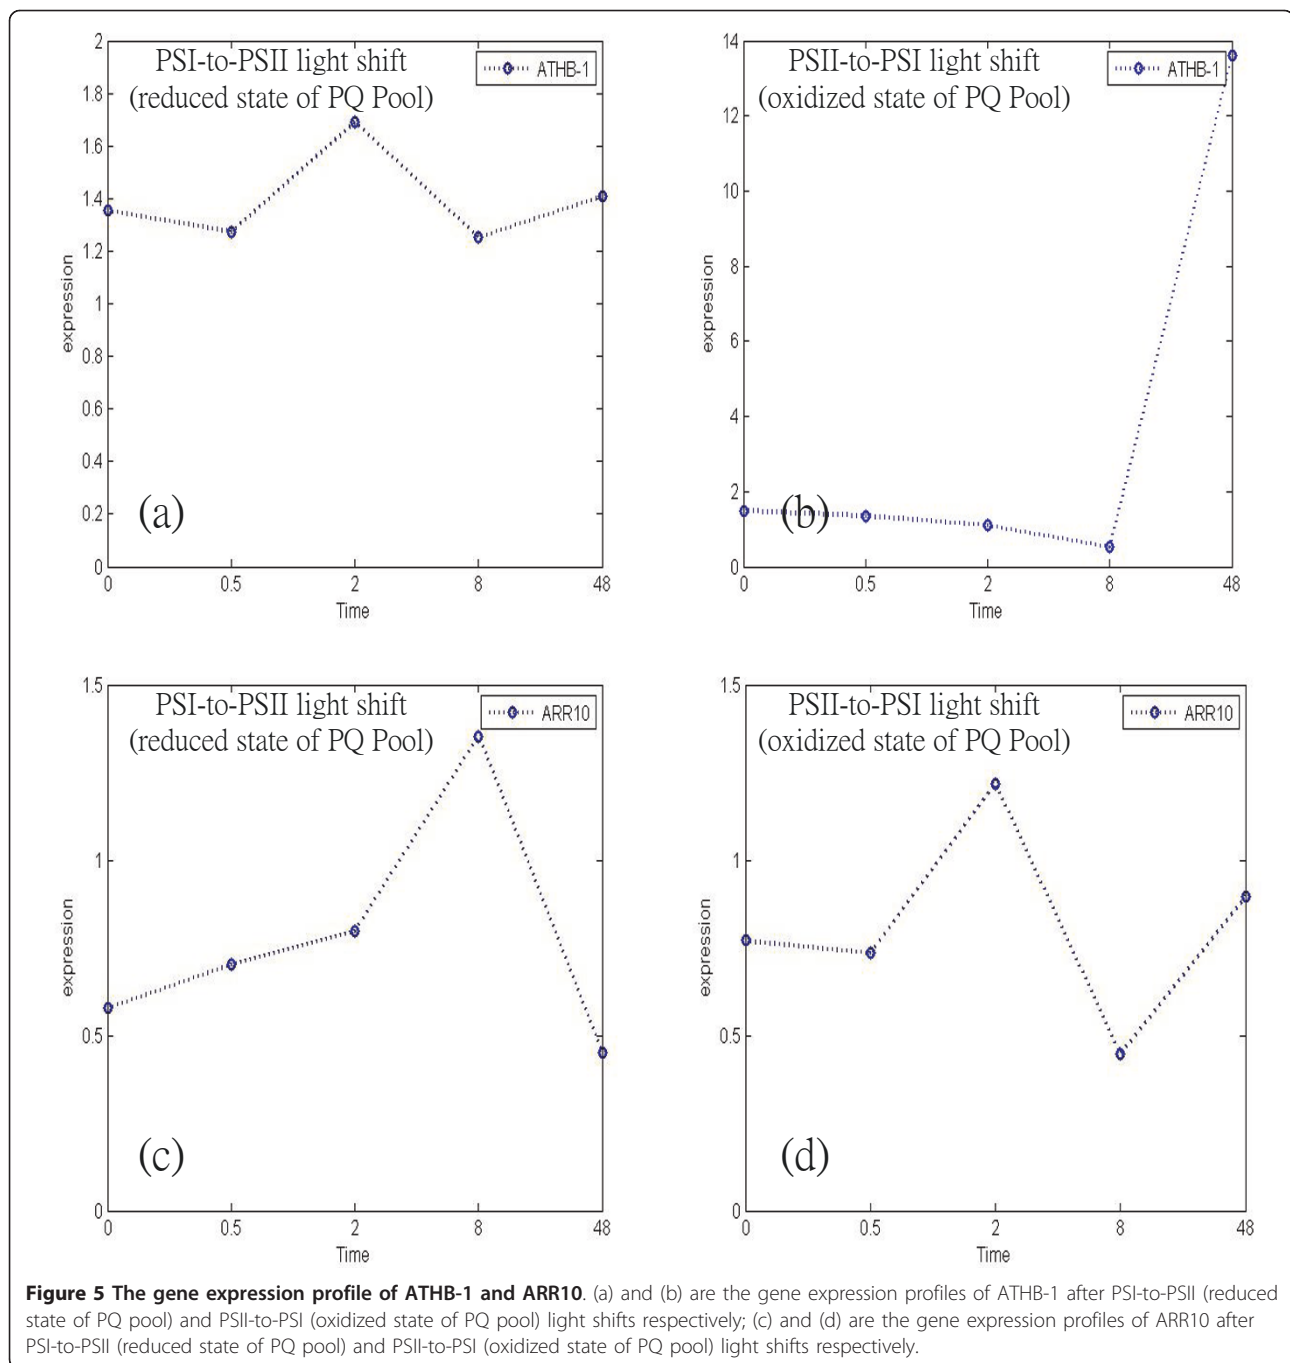 PSI-to-PSII light shift
(reduced state of PQ Pool)
ATHB-1
2
1.8
1.6
1.4
1.2
1
0.8
0.6
0.4
0.2
0
expression
(a)
0 0.5 2 8 48
Time
PSII-to-PSI light shift
(oxidized state of PQ Pool)
ATHB-1
14
12
10
8
6
4
2
0
expression
(b)
0 0.5 2 8 48
Time
PSI-to-PSII light shift
(reduced state of PQ Pool)
ARR10
1.5
1
0.5
0
expression
(c)
0 0.5 2 8 48
Time
PSII-to-PSI light shift
(oxidized state of PQ Pool)
ARR10
1.5
1
0.5
0
expression
(d)
0 0.5 2 8 48
Time
Figure 5 The gene expression profile of ATHB-1 and ARR10. (a) and (b) are the gene expression profiles of ATHB-1 after PSI-to-PSII (reduced
state of PQ pool) and PSII-to-PSI (oxidized state of PQ pool) light shifts respectively; (c) and (d) are the gene expression profiles of ARR10 after
PSI-to-PSII (reduced state of PQ pool) and PSII-to-PSI (oxidized state of PQ pool) light shifts respectively.